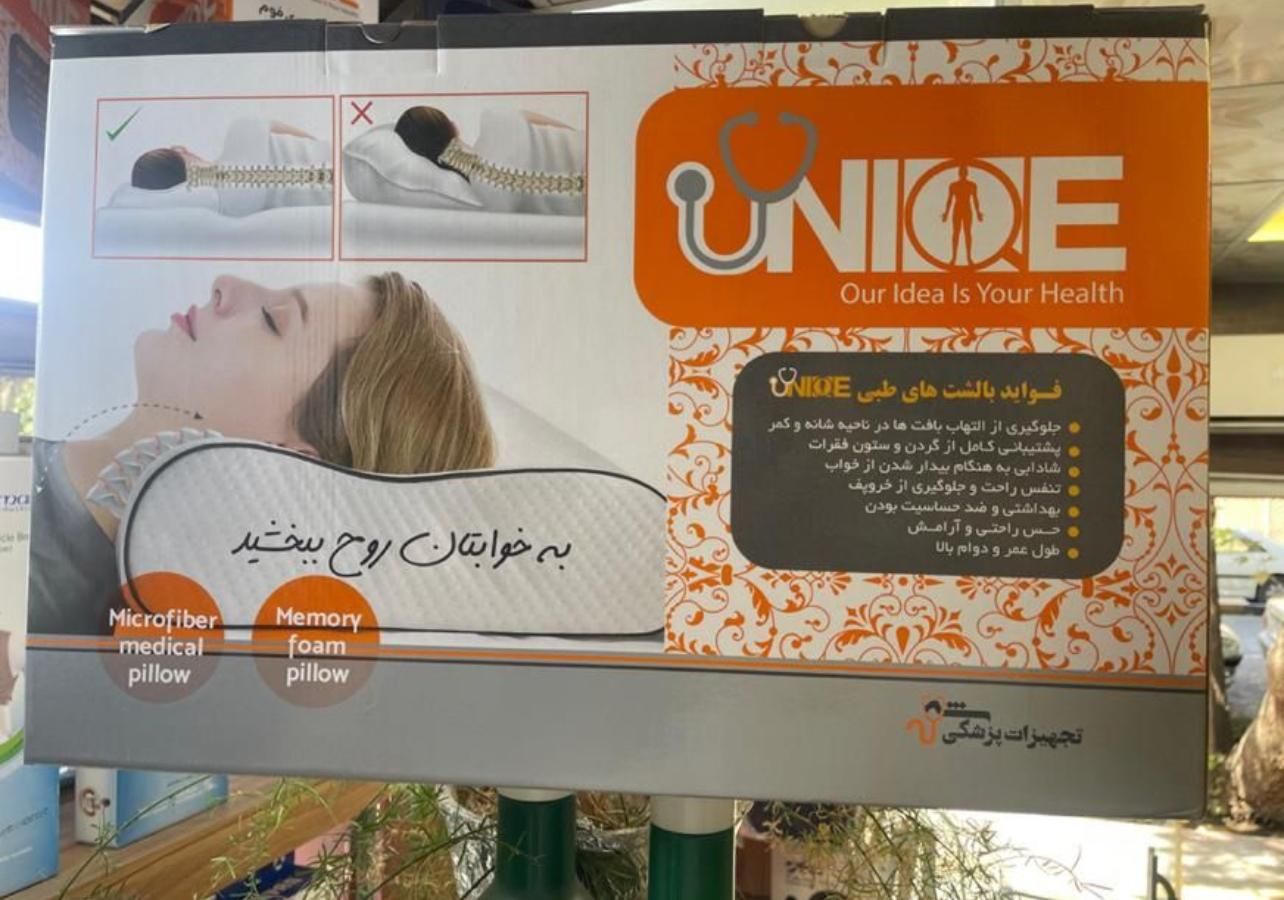 UNIQE
Our Idea Is Your Health
فواید بالشت های طبی UNIQE
جلوگیری از التهاب بافت ها در ناحیه شانه و کمر
پشتیبانی کامل از گردن و ستون فقرات
شادابی به هنگام بیدار شدن از خواب
تنفس راحت و جلوگیری از خروپف
بهداشتی و ضد حساسیت بودن
حس راحتی و آرامش
طول عمر و دوام بالا
به خوابتان روح ببخشید
Microfiber
medical
pillow
Memory
foam
pillow
تجهیزات پزشکی